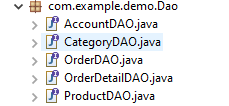 com.example.demo.Dao
AccountDAO.java
CategoryDAO.java
OrderDAO.java
OrderDetailDAO.java
ProductDAO.java